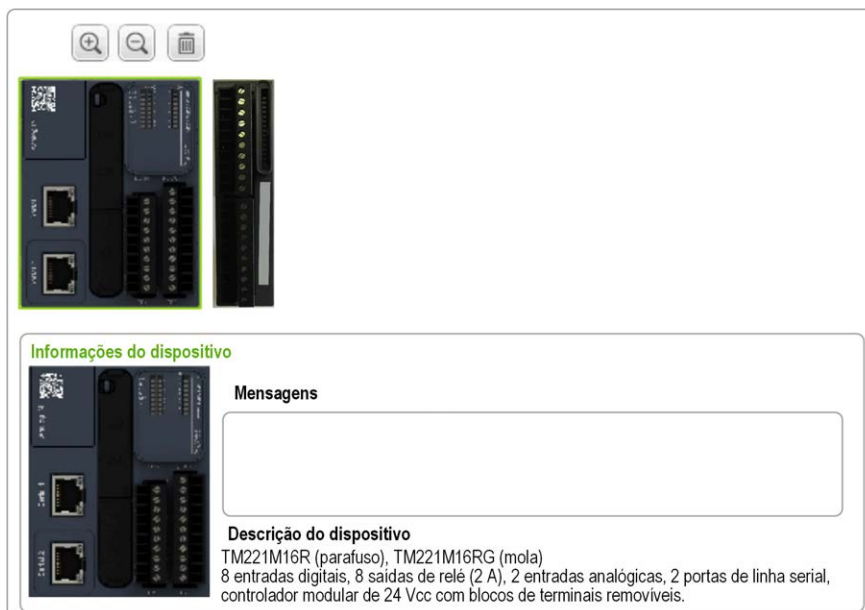 Informações do dispositivo
Mensagens
Descrição do dispositivo
TM221M16R (parafuso), TM221M16RG (mola)
8 entradas digitais, 8 saídas de relé (2 A), 2 entradas analógicas, 2 portas de linha serial,
controlador modular de 24 Vcc com blocos de terminais removíveis.